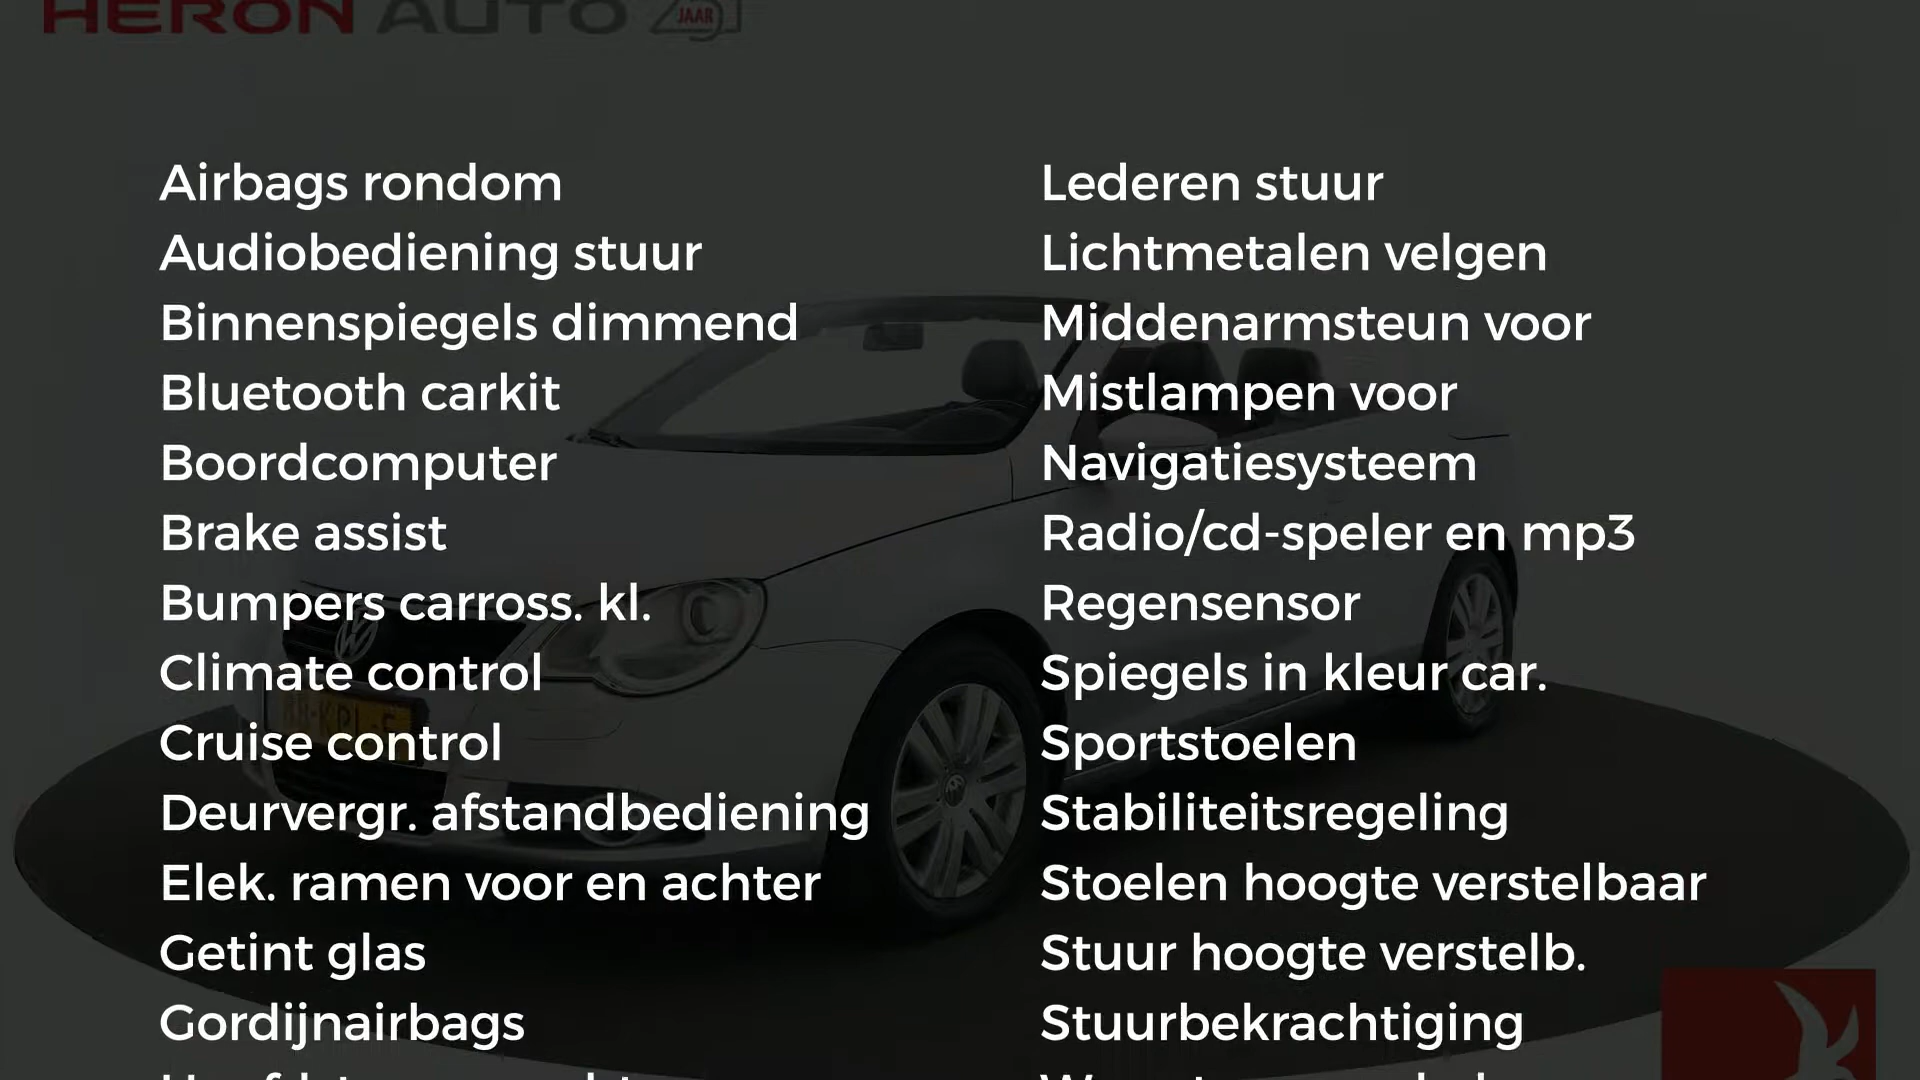 HERON AUTO
JAAR
Airbags rondom
Audiobediening stuur
Binnenspiegels dimmend
Bluetooth carkit
Boordcomputer
Brake assist
Bumpers carross. kl.
Climate control
Cruise control
Deurvergr. afstandbediening
Elek. ramen voor en achter
Getint glas
Gordijnairbags
Lederen stuur
Lichtmetalen velgen
Middenarmsteun voor
Mistlampen voor
Navigatiesysteem
Radio/cd-speler en mp3
Regensensor
Spiegels in kleur car.
Sportstoelen
Stabiliteitsregeling
Stoelen hoogte verstelbaar
Stuur hoogte verstelb.
Stuurbekrachtiging